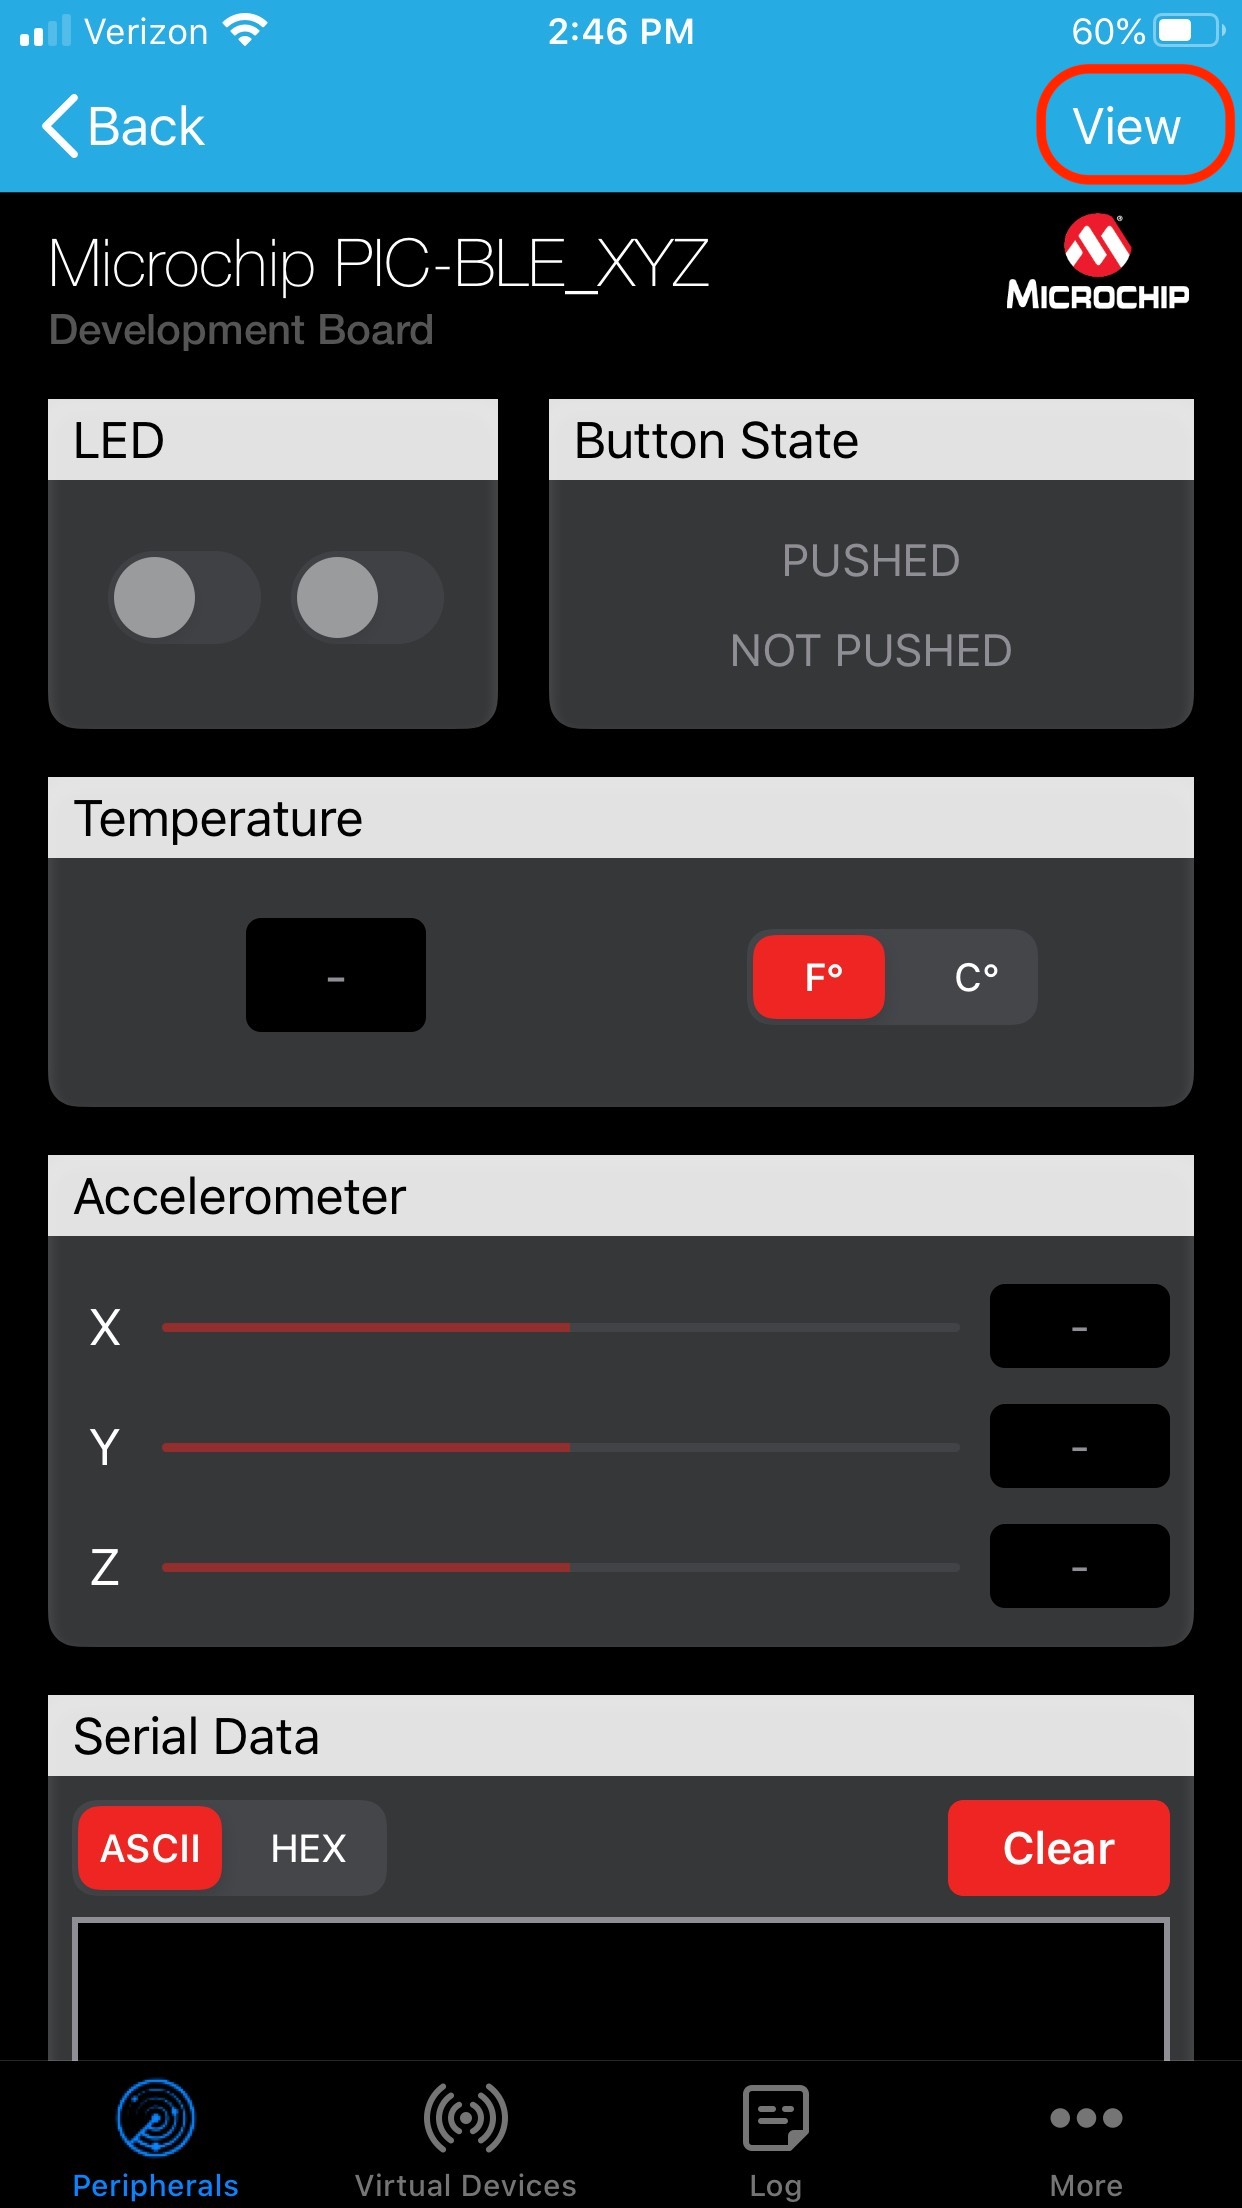 Verizon 2:46 PM 60%
Back View
Microchip PIC-BLE_XYZ
Development Board
MICROCHIP
LED
Button State
PUSHED
NOT PUSHED
Temperature
- F° C°
Accelerometer
X -
Y -
Z -
Serial Data
ASCII HEX Clear
Peripherals Virtual Devices Log More